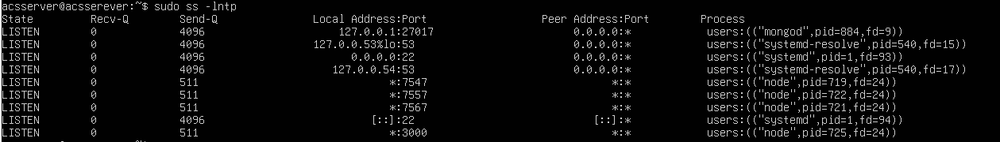 acsserver@acsserever:~$ sudo ss -lntp
State Recv-Q Send-Q Local Address:Port Peer Address:Port Process
LISTEN 0 4096 127.0.0.1:27017 0.0.0.0:* users:(("mongod",pid=884,fd=9))
LISTEN 0 4096 127.0.0.53%lo:53 0.0.0.0:* users:(("systemd-resolve",pid=540,fd=15))
LISTEN 0 4096 0.0.0.0:22 0.0.0.0:* users:(("systemd",pid=1,fd=93))
LISTEN 0 4096 127.0.0.54:53 0.0.0.0:* users:(("systemd-resolve",pid=540,fd=17))
LISTEN 0 511 *:7547 *:* users:(("node",pid=719,fd=24))
LISTEN 0 511 *:7557 *:* users:(("node",pid=722,fd=24))
LISTEN 0 511 *:7567 *:* users:(("node",pid=721,fd=24))
LISTEN 0 4096 [::]:22 [::]:* users:(("systemd",pid=1,fd=94))
LISTEN 0 511 *:3000 *:* users:(("node",pid=725,fd=24))